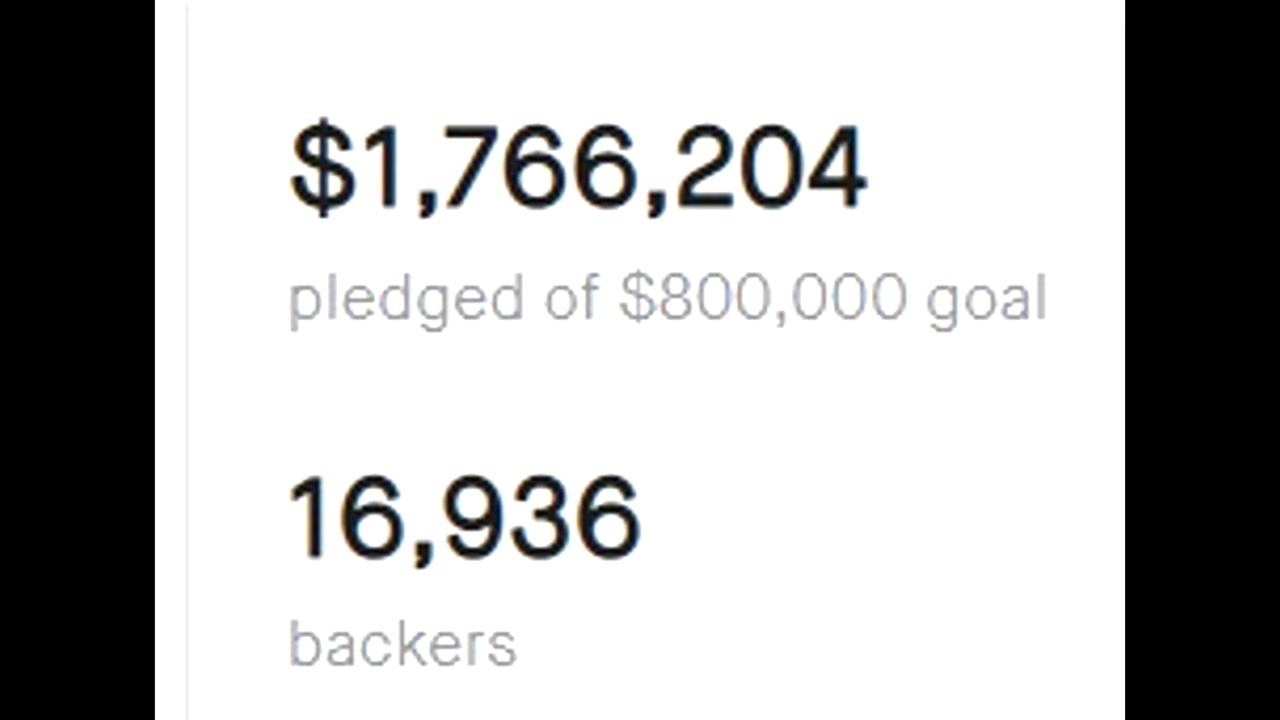 $1,766,204
pledged of $800,000 goal
16,936
backers